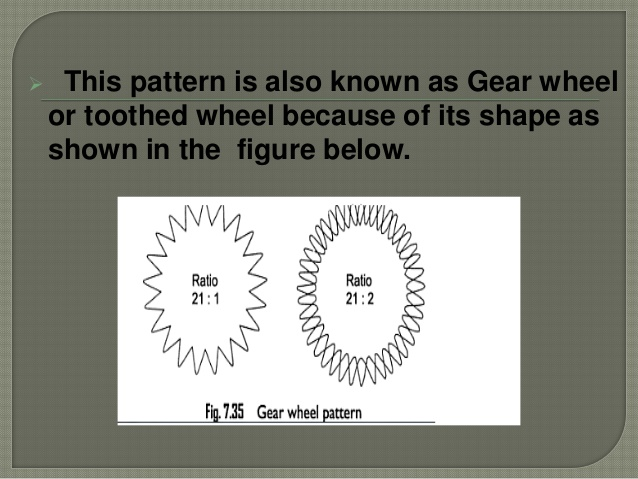 This pattern is also known as Gear wheel
or toothed wheel because of its shape as
shown in the figure below.
Ratio
21 : 1
Ratio
21 : 2
Fig. 7.35 Gear wheel pattern